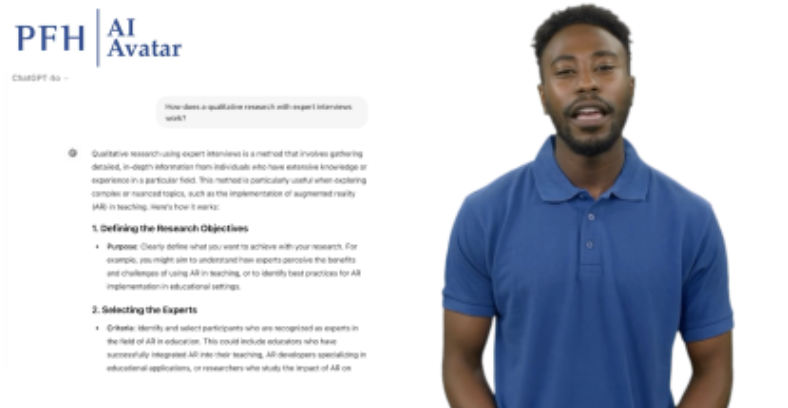 PFH
AI
Avatar
ChatGPT 4o
How does a qualitative research with expert interviews
work?
Qualitative research using expert interviews is a method that involves gathering
detailed, in-depth information from individuals who have extensive knowledge or
experience in a particular field. This method is particularly useful when exploring
complex or nuanced topics, such as the implementation of augmented reality
(AR) in teaching. Here's how it works:
1. Defining the Research Objectives
• Purpose: Clearly define what you want to achieve with your research. For
example, you might aim to understand how experts perceive the benefits
and challenges of using AR in teaching, or to identify best practices for AR
implementation in educational settings.
2. Selecting the Experts
• Criteria: Identify and select participants who are recognized as experts in
the field of AR in education. This could include educators who have
successfully integrated AR into their teaching, AR developers specializing in
educational applications, or researchers who study the impact of AR on